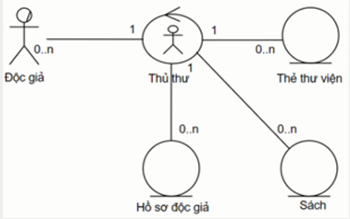 1
1
0..n
0..n
Độc giả
Thủ thư
Thẻ thư viện
1
0..n
0..n
Hồ sơ độc giả
Sách